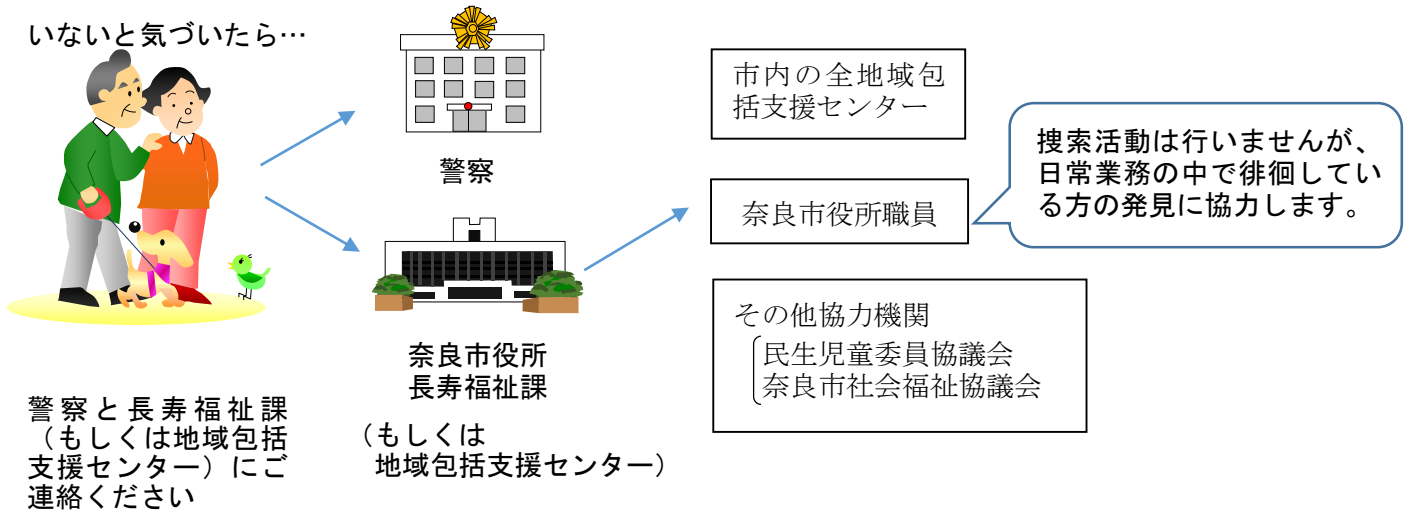 いないと気づいたら…
警察と長寿福祉課
（もしくは地域包括
支援センター）にご
連絡ください
警察
奈良市役所
長寿福祉課
（もしくは
地域包括支援センター）
市内の全地域包
括支援センター
奈良市役所職員
捜索活動は行いませんが、
日常業務の中で徘徊してい
る方の発見に協力します。
その他協力機関
民生児童委員協議会
奈良市社会福祉協議会